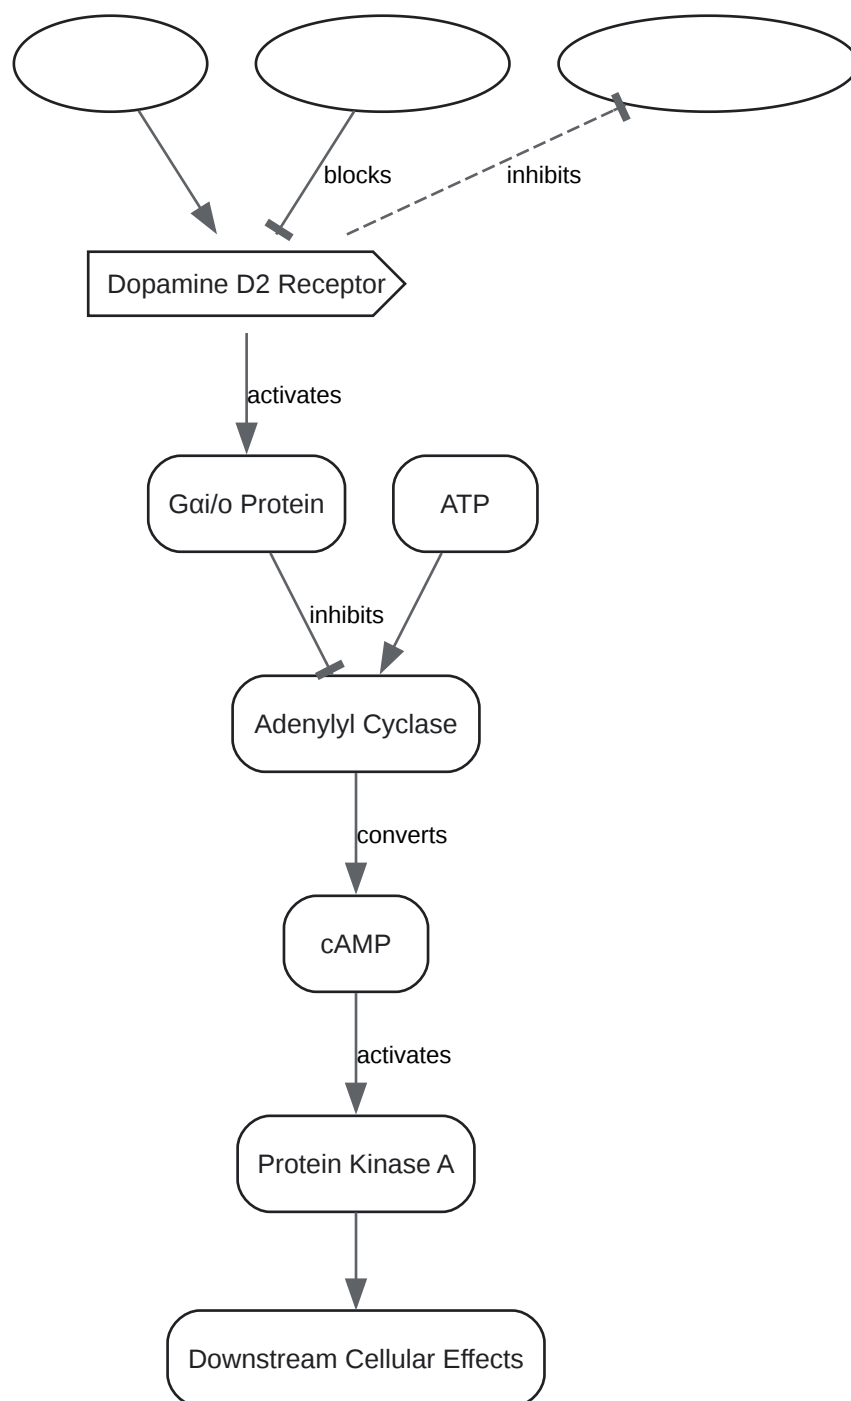 blocks
inhibits
Dopamine D2 Receptor
activates
Gαi/o Protein
ATP
inhibits
Adenylyl Cyclase
converts
cAMP
activates
Protein Kinase A
Downstream Cellular Effects